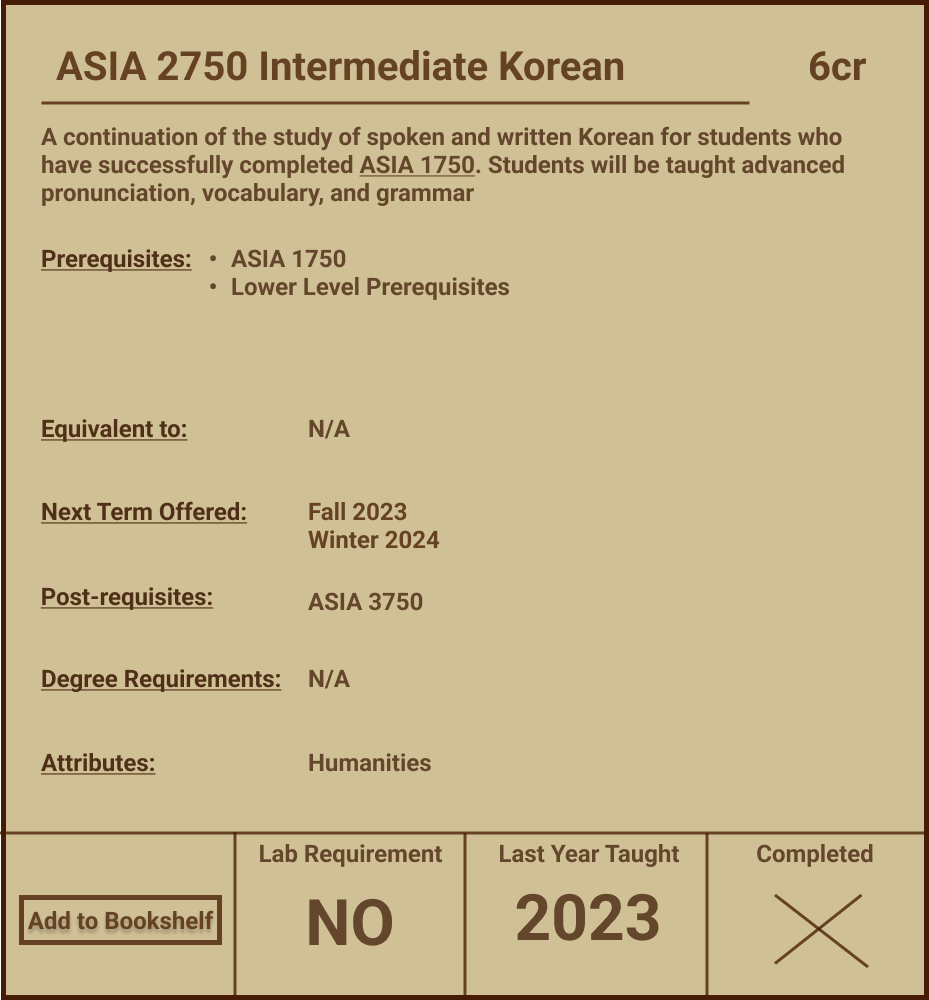 ASIA 2750 Intermediate Korean 6cr
A continuation of the study of spoken and written Korean for students who
have successfully completed ASIA 1750. Students will be taught advanced
pronunciation, vocabulary, and grammar
Prerequisites: • ASIA 1750
• Lower Level Prerequisites
Equivalent to: N/A
Next Term Offered: Fall 2023
Winter 2024
Post-requisites: ASIA 3750
Degree Requirements: N/A
Attributes: Humanities
Lab Requirement Last Year Taught Completed
Add to Bookshelf NO 2023